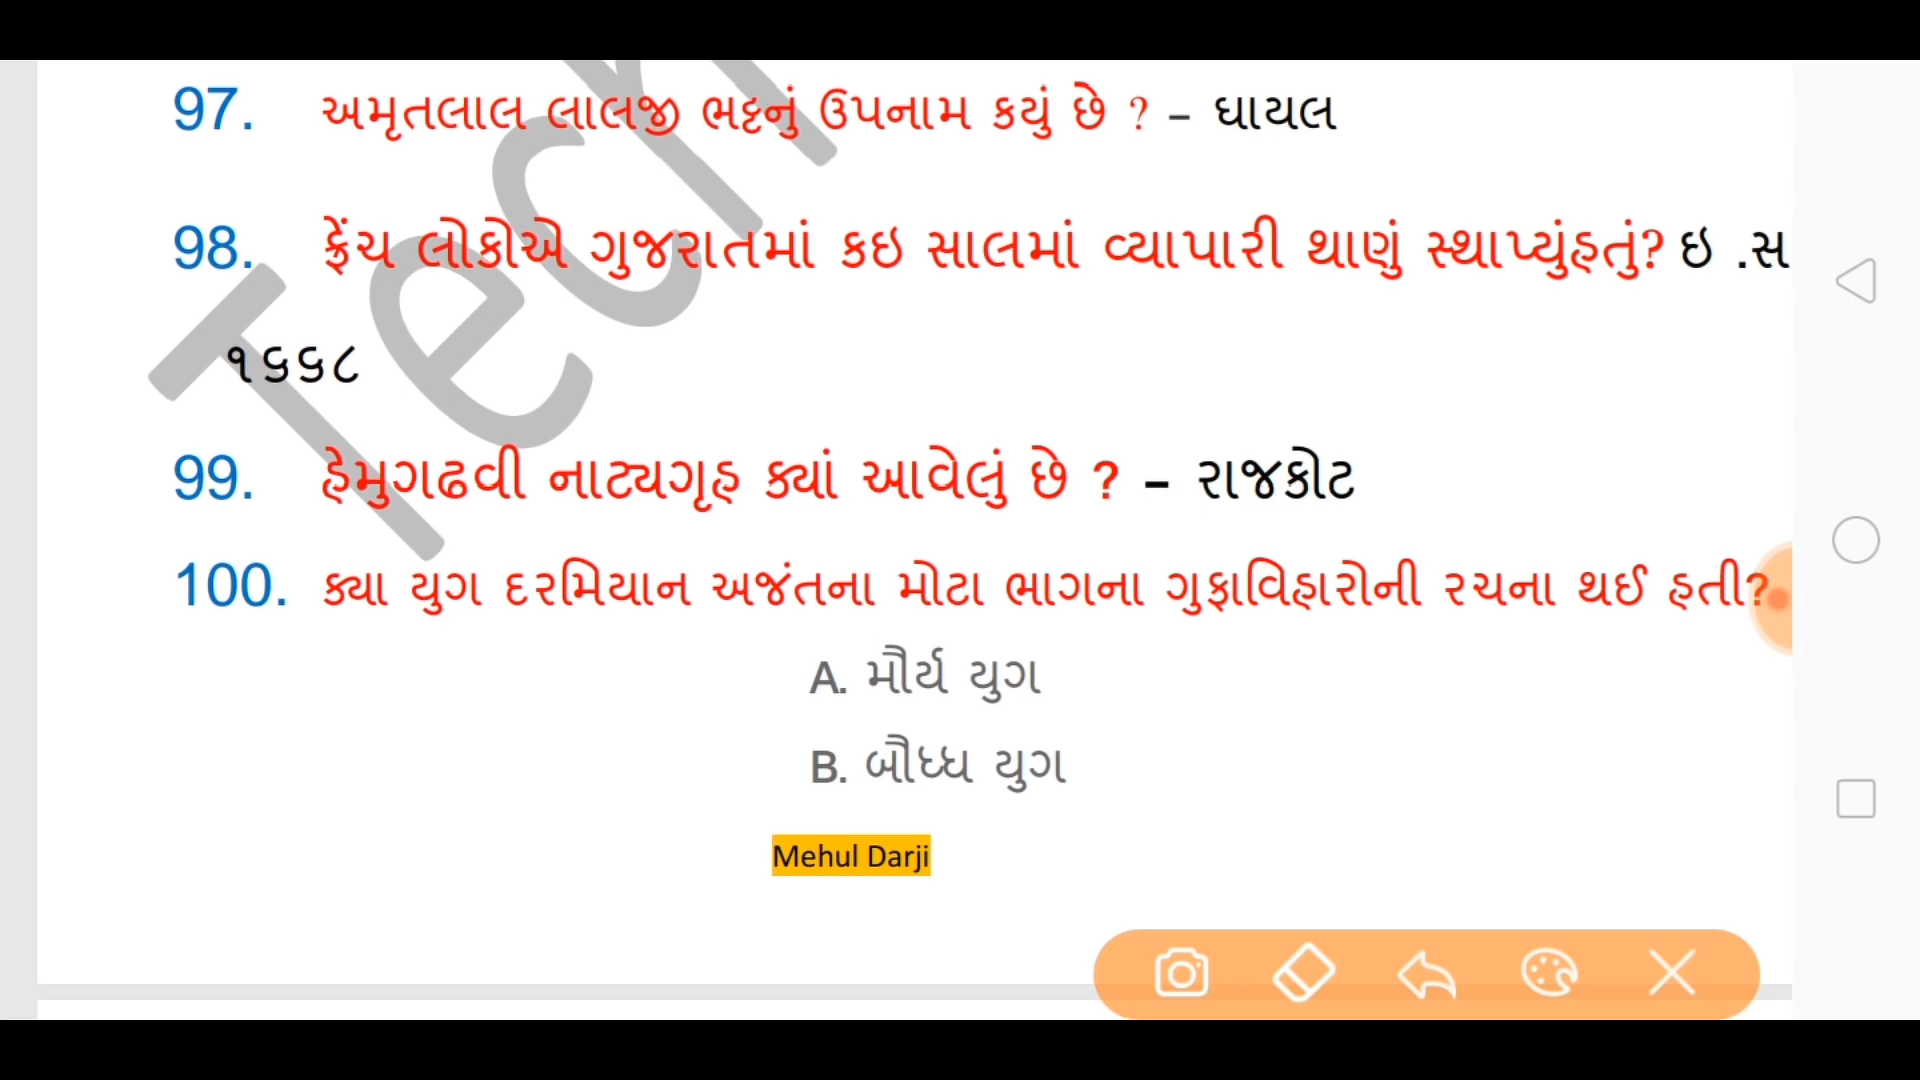 97. અમૃતલાલ લાલજી ભટ્ટનું ઉપનામ કયું છે ? – ઘાયલ
98. ફ્રેંચ લોકોએ ગુજરાતમાં કઇ સાલમાં વ્યાપારી થાણું સ્થાપ્યુંહતું? ઇ .સ
૧૬૬૮
99. હેમુગઢવી નાટ્યગૃહ ક્યાં આવેલું છે ? – રાજકોટ
100. ક્યા યુગ દરમિયાન અજંતના મોટા ભાગના ગુફાવિહારોની રચના થઈ હતી?
A. મૌર્ય યુગ
B. બૌધ્ધ યુગ
Mehul Darji
Tech